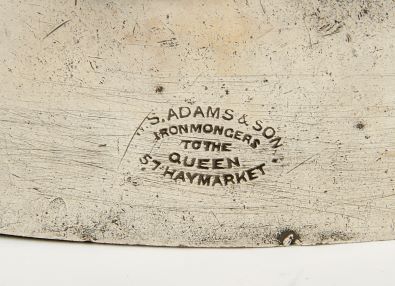 S. ADAMS & SON.
IRONMONGERS
TO THE
QUEEN
57. HAYMARKET.